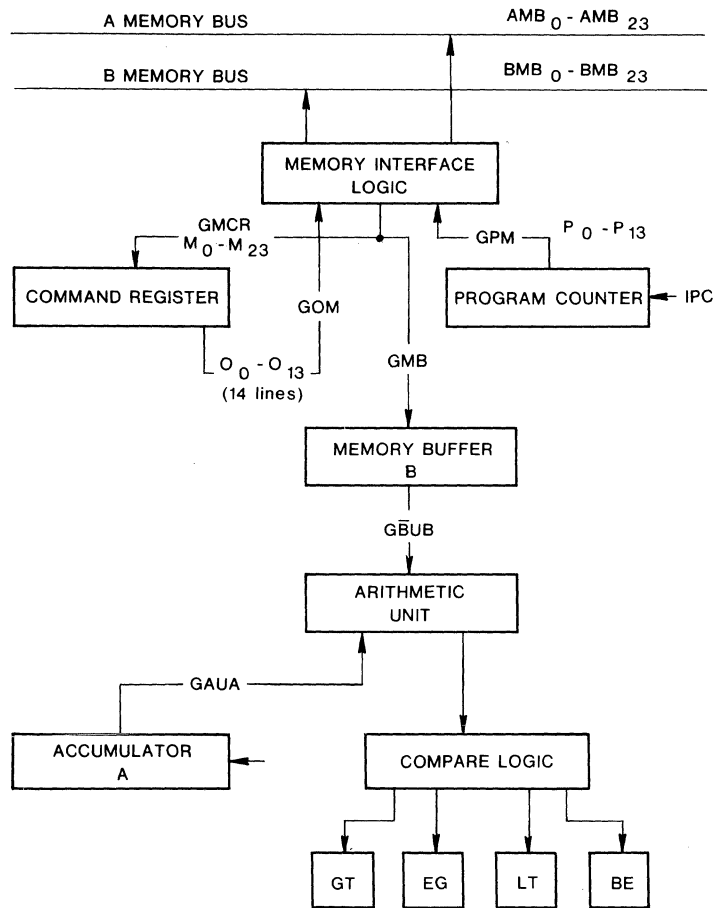 A MEMORY BUS
AMB 0 - AMB 23
B MEMORY BUS
BMB 0 - BMB 23
MEMORY INTERFACE
LOGIC
GMCR
M0 - M23
GPM
P 0 - P 13
COMMAND REGISTER
GOM
PROGRAM COUNTER
IPC
O 0 - O 13
(14 lines)
GMB
MEMORY BUFFER
B
GB̅UB
ARITHMETIC
UNIT
GAUA
ACCUMULATOR
A
COMPARE LOGIC
GT
EG
LT
BE